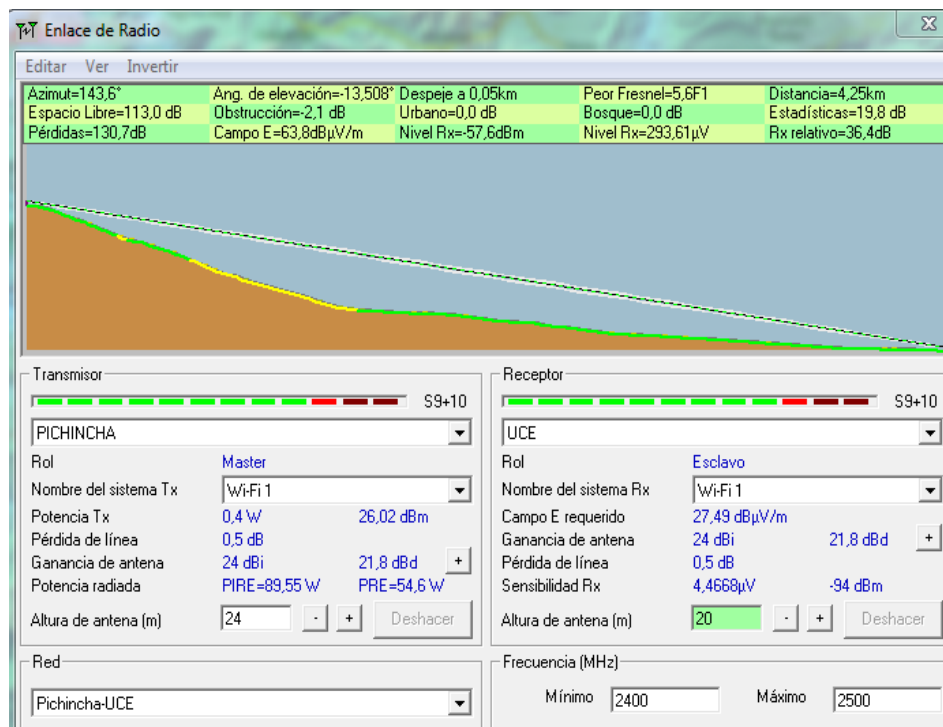 Enlace de Radio
Editar Ver Invertir
Azimut=143,6° Ang. de elevación=-13,508° Despeje a 0,05km Peor Fresnel=5,6F1 Distancia=4,25km
Espacio Libre=113,0 dB Obstrucción=-2,1 dB Urbano=0,0 dB Bosque=0,0 dB Estadísticas=19,8 dB
Pérdidas=130,7dB Campo E=63,8dBµV/m Nivel Rx=-57,6dBm Nivel Rx=293,61µV Rx relativo=36,4dB
Transmisor
S9+10
PICHINCHA
Rol Master
Nombre del sistema Tx Wi-Fi 1
Potencia Tx 0,4 W 26,02 dBm
Pérdida de línea 0,5 dB
Ganancia de antena 24 dBi 21,8 dBd +
Potencia radiada PIRE=89,55 W PRE=54,6 W
Altura de antena (m) 24 - + Deshacer
Red
Pichincha-UCE
Receptor
S9+10
UCE
Rol Esclavo
Nombre del sistema Rx Wi-Fi 1
Campo E requerido 27,49 dBµV/m
Ganancia de antena 24 dBi 21,8 dBd +
Pérdida de línea 0,5 dB
Sensibilidad Rx 4,4668µV -94 dBm
Altura de antena (m) 20 - + Deshacer
Frecuencia (MHz)
Mínimo 2400 Máximo 2500